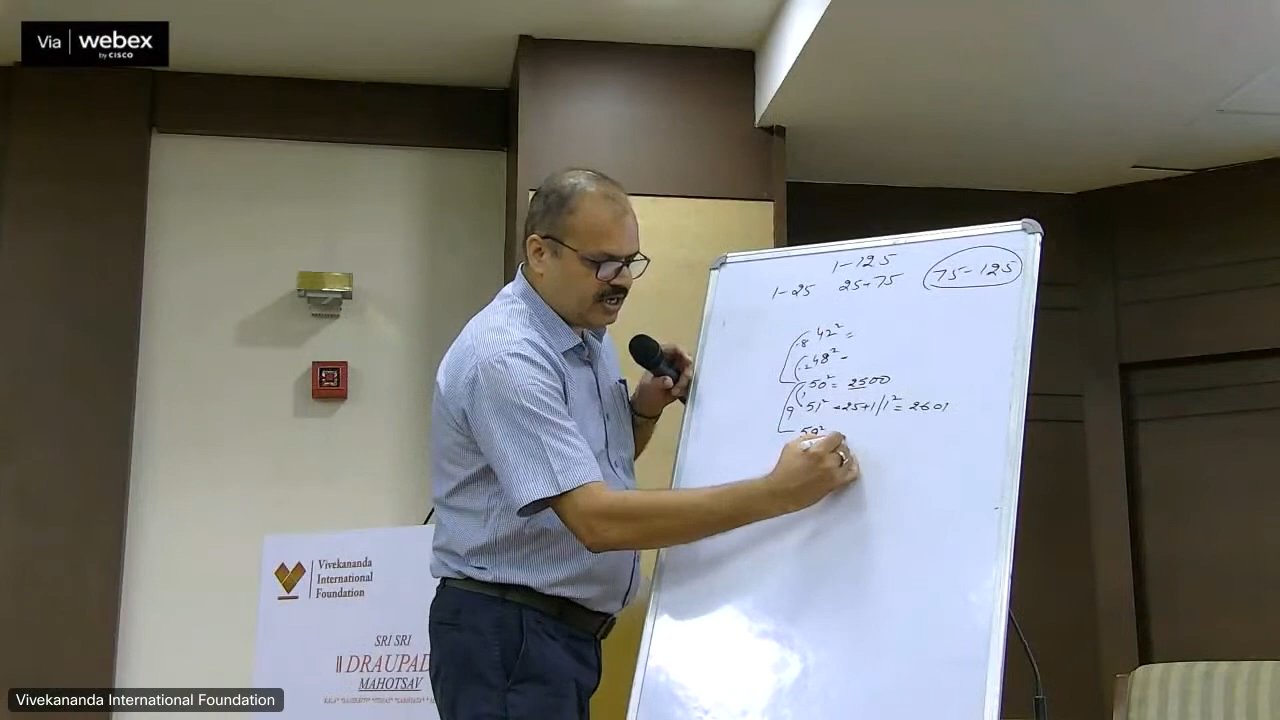 Via webex
by CISCO
1-125
1-25 25-75 75-125
8 42² =
2 48² -
50² = 2500
9 51² = 25+1/1² = 2601
59²
Vivekananda
International
Foundation
SRI SRI
DRAUPAD
MAHOTSAV
Vivekananda International Foundation